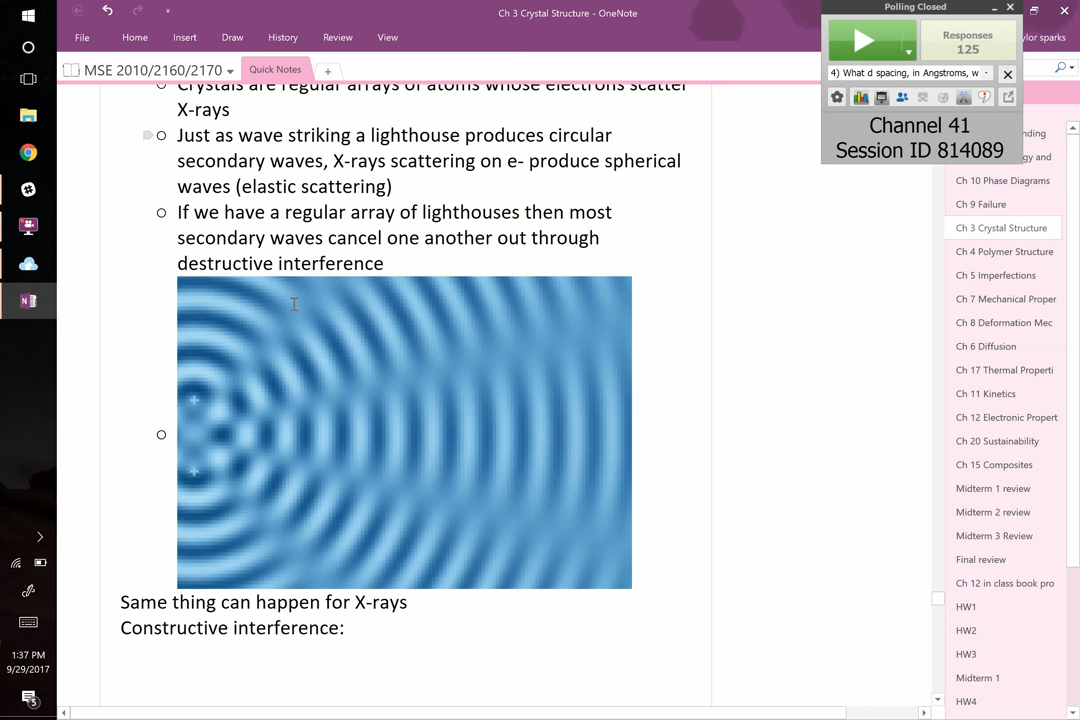 Ch 3 Crystal Structure - OneNote
Polling Closed
File Home Insert Draw History Review View
Responses
125
MSE 2010/2160/2170
Quick Notes
4) What d spacing, in Angstroms, w
Channel 41
Session ID 814089
Crystals are regular arrays of atoms whose electrons scatter
X-rays
Just as wave striking a lighthouse produces circular
secondary waves, X-rays scattering on e- produce spherical
waves (elastic scattering)
If we have a regular array of lighthouses then most
secondary waves cancel one another out through
destructive interference
Same thing can happen for X-rays
Constructive interference:
Ch 10 Phase Diagrams
Ch 9 Failure
Ch 3 Crystal Structure
Ch 4 Polymer Structure
Ch 5 Imperfections
Ch 7 Mechanical Proper
Ch 8 Deformation Mec
Ch 6 Diffusion
Ch 17 Thermal Properti
Ch 11 Kinetics
Ch 12 Electronic Propert
Ch 20 Sustainability
Ch 15 Composites
Midterm 1 review
Midterm 2 review
Midterm 3 Review
Final review
Ch 12 in class book pro
HW1
HW2
HW3
Midterm 1
HW4
1:37 PM
9/29/2017
5